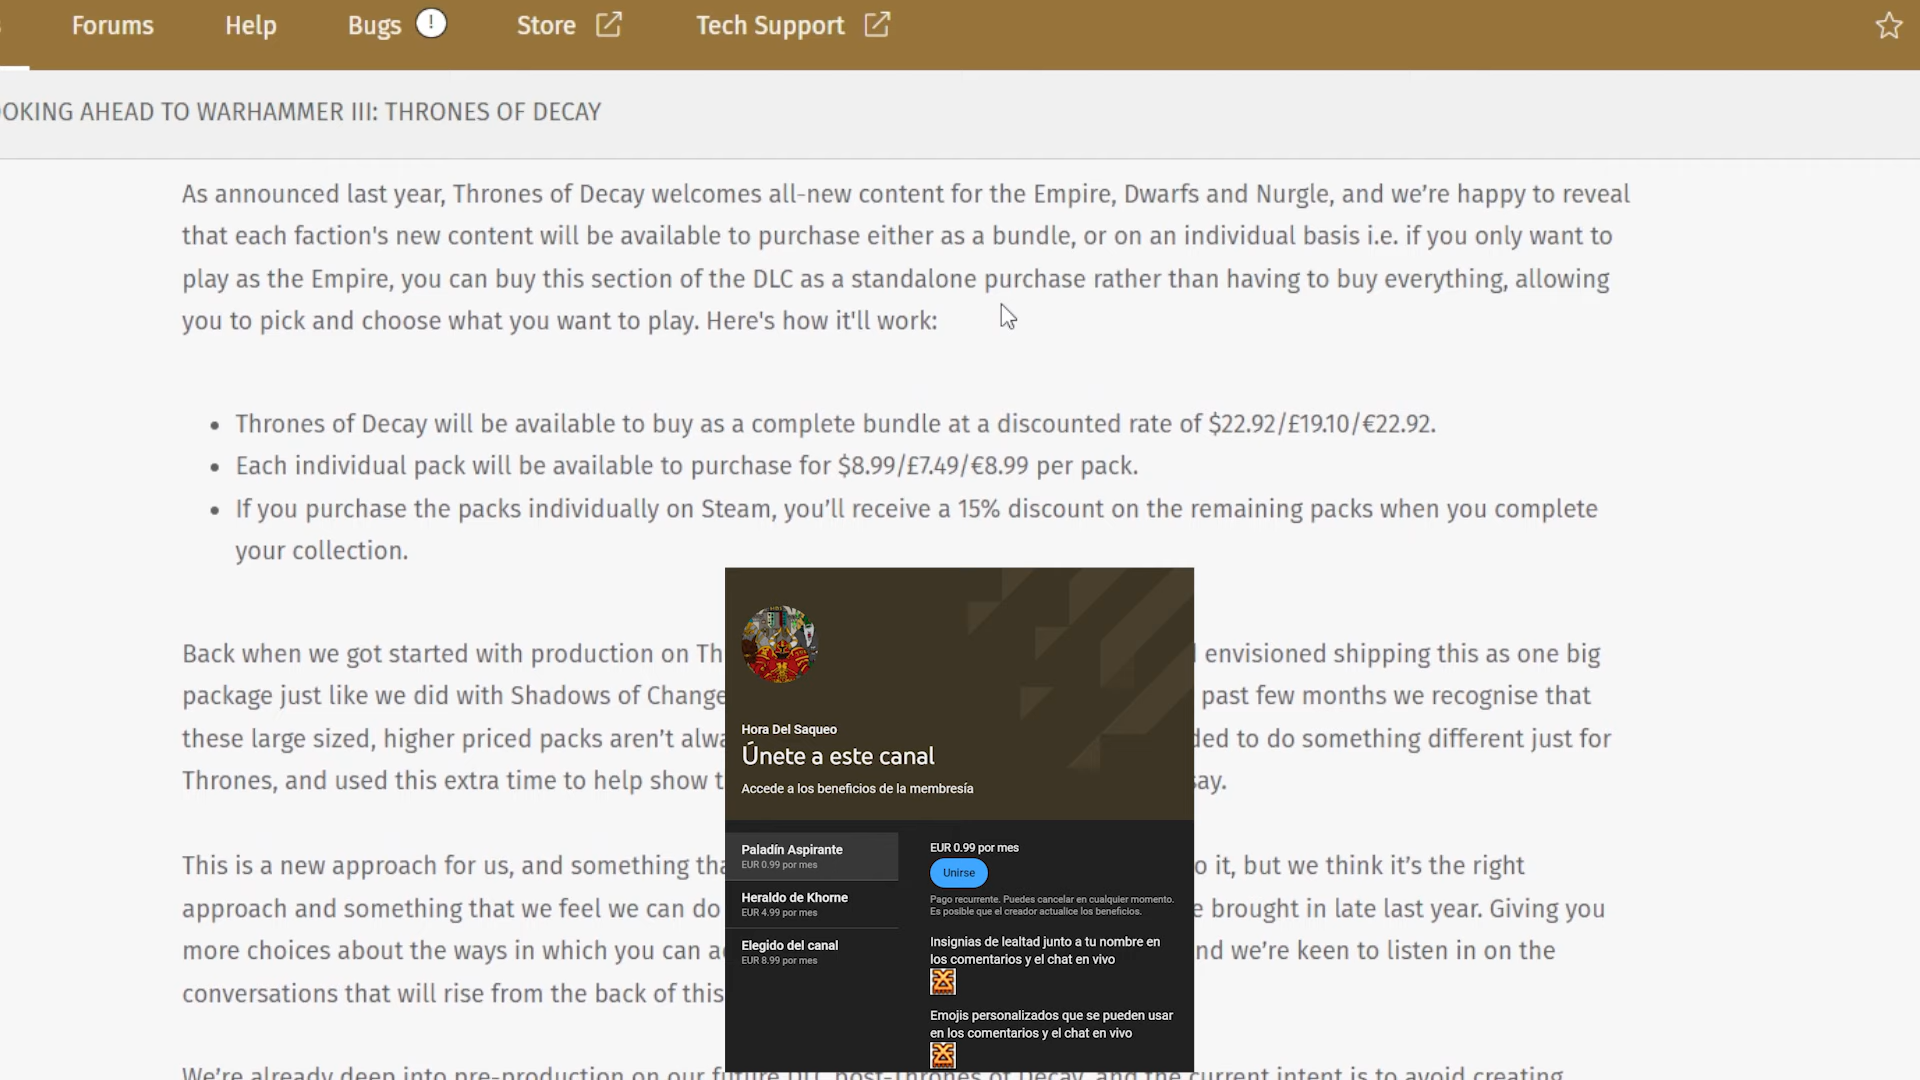 Forums Help Bugs ! Store Tech Support
OOKING AHEAD TO WARHAMMER III: THRONES OF DECAY
As announced last year, Thrones of Decay welcomes all-new content for the Empire, Dwarfs and Nurgle, and we’re happy to reveal
that each faction's new content will be available to purchase either as a bundle, or on an individual basis i.e. if you only want to
play as the Empire, you can buy this section of the DLC as a standalone purchase rather than having to buy everything, allowing
you to pick and choose what you want to play. Here's how it'll work:
• Thrones of Decay will be available to buy as a complete bundle at a discounted rate of $22.92/£19.10/€22.92.
• Each individual pack will be available to purchase for $8.99/£7.49/€8.99 per pack.
• If you purchase the packs individually on Steam, you’ll receive a 15% discount on the remaining packs when you complete
your collection.
Back when we got started with production on Th envisioned shipping this as one big
package just like we did with Shadows of Change past few months we recognise that
these large sized, higher priced packs aren’t alwa ded to do something different just for
Thrones, and used this extra time to help show t ay.
This is a new approach for us, and something tha o it, but we think it’s the right
approach and something that we feel we can do e brought in late last year. Giving you
more choices about the ways in which you can a nd we’re keen to listen in on the
conversations that will rise from the back of this
We’re already deep into pre-production on our future DLC, post-Thrones of Decay, and the current intent is to avoid creating
Hora Del Saqueo
Únete a este canal
Accede a los beneficios de la membresía
Paladín Aspirante
EUR 0.99 por mes
Heraldo de Khorne
EUR 4.99 por mes
Elegido del canal
EUR 8.99 por mes
EUR 0.99 por mes
Unirse
Pago recurrente. Puedes cancelar en cualquier momento.
Es posible que el creador actualice los beneficios.
Insignias de lealtad junto a tu nombre en
los comentarios y el chat en vivo
Emojis personalizados que se pueden usar
en los comentarios y el chat en vivo